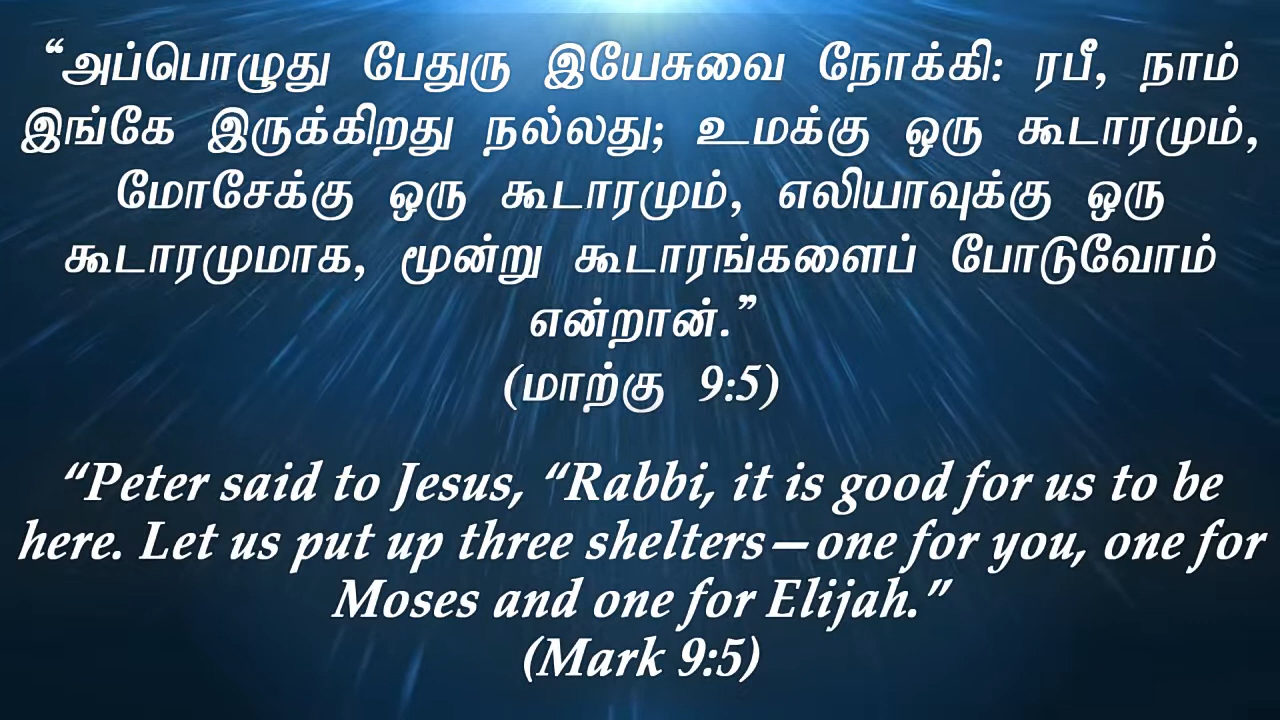 “அப்பொழுது பேதுரு இயேசுவை நோக்கி: ரபீ, நாம்
இங்கே இருக்கிறது நல்லது; உமக்கு ஒரு கூடாரமும்,
மோசேக்கு ஒரு கூடாரமும், எலியாவுக்கு ஒரு
கூடாரமுமாக, மூன்று கூடாரங்களைப் போடுவோம்
என்றான்.”
(மாற்கு 9:5)
“Peter said to Jesus, “Rabbi, it is good for us to be
here. Let us put up three shelters—one for you, one for
Moses and one for Elijah.”
(Mark 9:5)